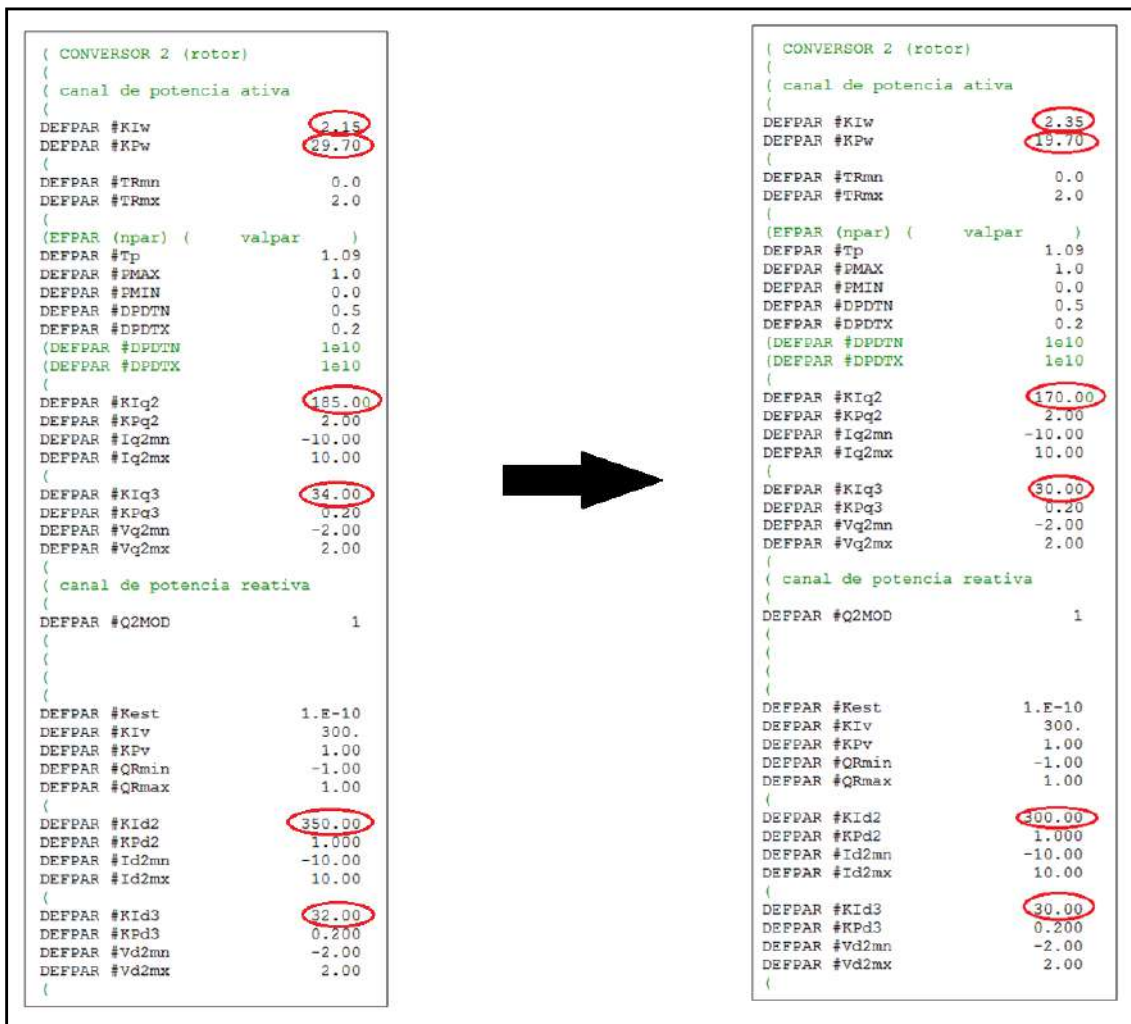 ( CONVERSOR 2 (rotor)
(
( canal de potencia ativa
(
DEFPAR #KIw 2.15
DEFPAR #KPw 29.70
(
DEFPAR #TRmn 0.0
DEFPAR #TRmx 2.0
(
(EFPAR (npar) ( valpar )
DEFPAR #Tp 1.09
DEFPAR #PMAX 1.0
DEFPAR #PMIN 0.0
DEFPAR #DPDTN 0.5
DEFPAR #DPDTX 0.2
(DEFPAR #DPDTN 1e10
(DEFPAR #DPDTX 1e10
(
DEFPAR #KIq2 185.00
DEFPAR #KPq2 2.00
DEFPAR #Iq2mn -10.00
DEFPAR #Iq2mx 10.00
(
DEFPAR #KIq3 34.00
DEFPAR #KPq3 0.20
DEFPAR #Vq2mn -2.00
DEFPAR #Vq2mx 2.00
(
( canal de potencia reativa
(
DEFPAR #Q2MOD 1
(
(
(
(
DEFPAR #Kest 1.E-10
DEFPAR #KIv 300.
DEFPAR #KPv 1.00
DEFPAR #QRmin -1.00
DEFPAR #QRmax 1.00
(
DEFPAR #KId2 350.00
DEFPAR #KPd2 1.000
DEFPAR #Id2mn -10.00
DEFPAR #Id2mx 10.00
(
DEFPAR #KId3 32.00
DEFPAR #KPd3 0.200
DEFPAR #Vd2mn -2.00
DEFPAR #Vd2mx 2.00
(
( CONVERSOR 2 (rotor)
(
( canal de potencia ativa
(
DEFPAR #KIw 2.35
DEFPAR #KPw 19.70
(
DEFPAR #TRmn 0.0
DEFPAR #TRmx 2.0
(
(EFPAR (npar) ( valpar )
DEFPAR #Tp 1.09
DEFPAR #PMAX 1.0
DEFPAR #PMIN 0.0
DEFPAR #DPDTN 0.5
DEFPAR #DPDTX 0.2
(DEFPAR #DPDTN 1e10
(DEFPAR #DPDTX 1e10
(
DEFPAR #KIq2 170.00
DEFPAR #KPq2 2.00
DEFPAR #Iq2mn -10.00
DEFPAR #Iq2mx 10.00
(
DEFPAR #KIq3 30.00
DEFPAR #KPq3 0.20
DEFPAR #Vq2mn -2.00
DEFPAR #Vq2mx 2.00
(
( canal de potencia reativa
(
DEFPAR #Q2MOD 1
(
(
(
(
DEFPAR #Kest 1.E-10
DEFPAR #KIv 300.
DEFPAR #KPv 1.00
DEFPAR #QRmin -1.00
DEFPAR #QRmax 1.00
(
DEFPAR #KId2 300.00
DEFPAR #KPd2 1.000
DEFPAR #Id2mn -10.00
DEFPAR #Id2mx 10.00
(
DEFPAR #KId3 30.00
DEFPAR #KPd3 0.200
DEFPAR #Vd2mn -2.00
DEFPAR #Vd2mx 2.00
(